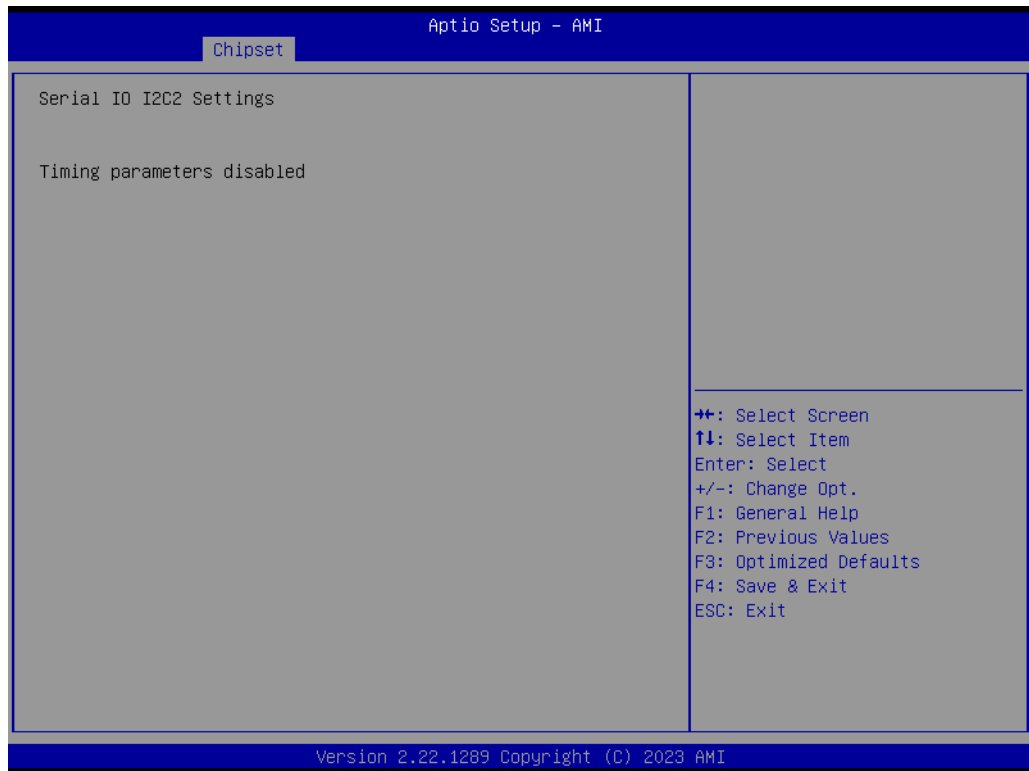 Aptio Setup – AMI
Chipset
Serial IO I2C2 Settings
Timing parameters disabled
→←: Select Screen
↑↓: Select Item
Enter: Select
+/-: Change Opt.
F1: General Help
F2: Previous Values
F3: Optimized Defaults
F4: Save & Exit
ESC: Exit
Version 2.22.1289 Copyright (C) 2023 AMI